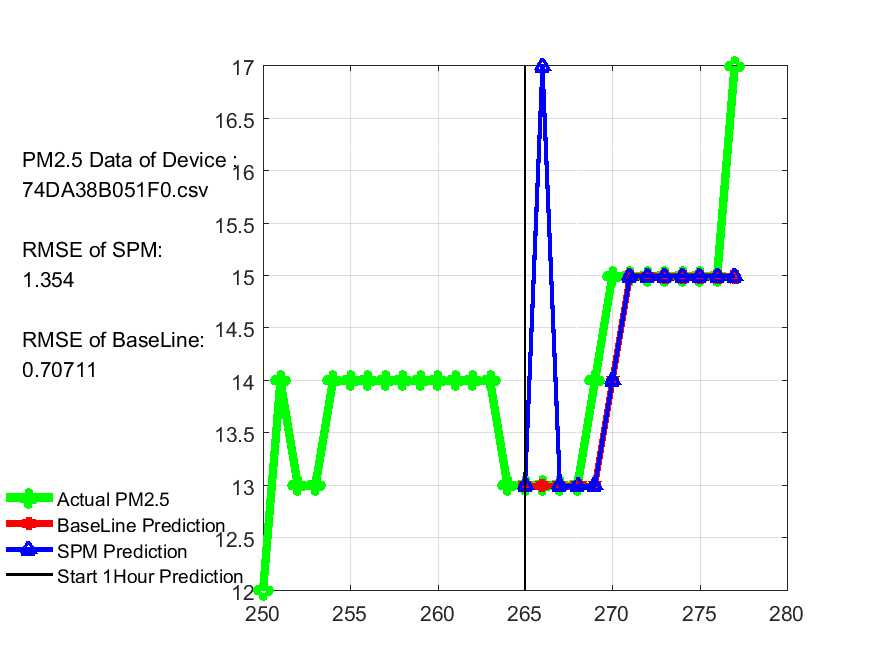 PM2.5 Data of Device :
74DA38B051F0.csv
RMSE of SPM:
1.354
RMSE of BaseLine:
0.70711
Actual PM2.5
BaseLine Prediction
SPM Prediction
Start 1Hour Prediction
17
16.5
16
15.5
15
14.5
14
13.5
13
12.5
12
250 255 260 265 270 275 280